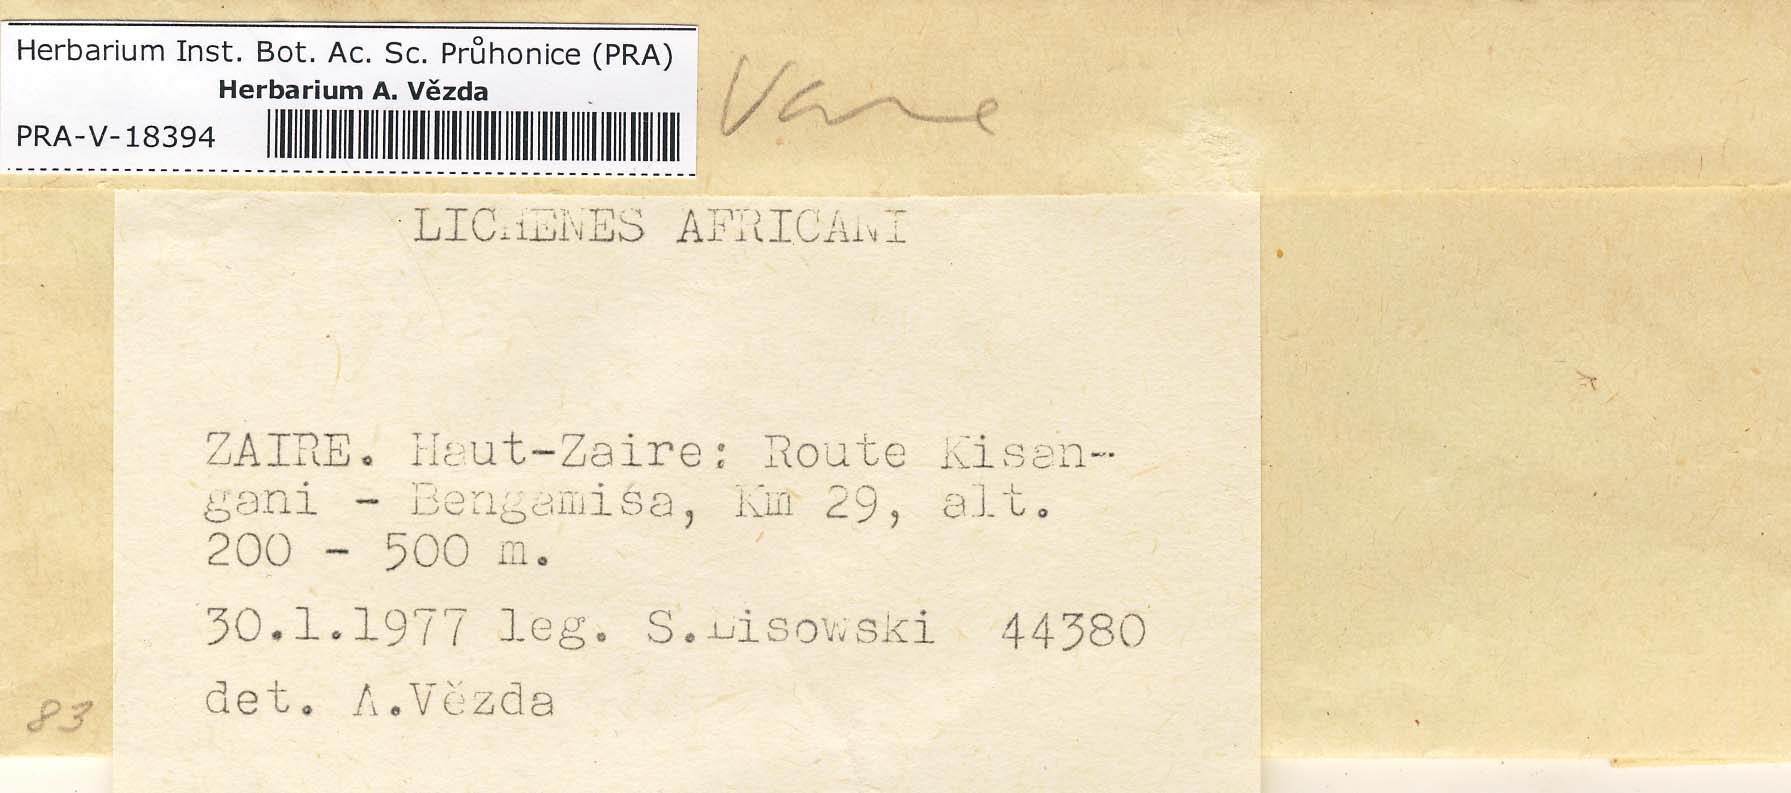 Herbarium Inst. Bot. Ac. Sc. Průhonice (PRA)
Herbarium A. Vězda
PRA-V-18394
LICHENES AFRICANI
ZAIRE. Haut-Zaire: Route Kisan-
gani - Bengamisa, Km 29, alt.
200 - 500 m.
30.1.1977 leg. S.Lisowski 44380
det. A.Vězda
83